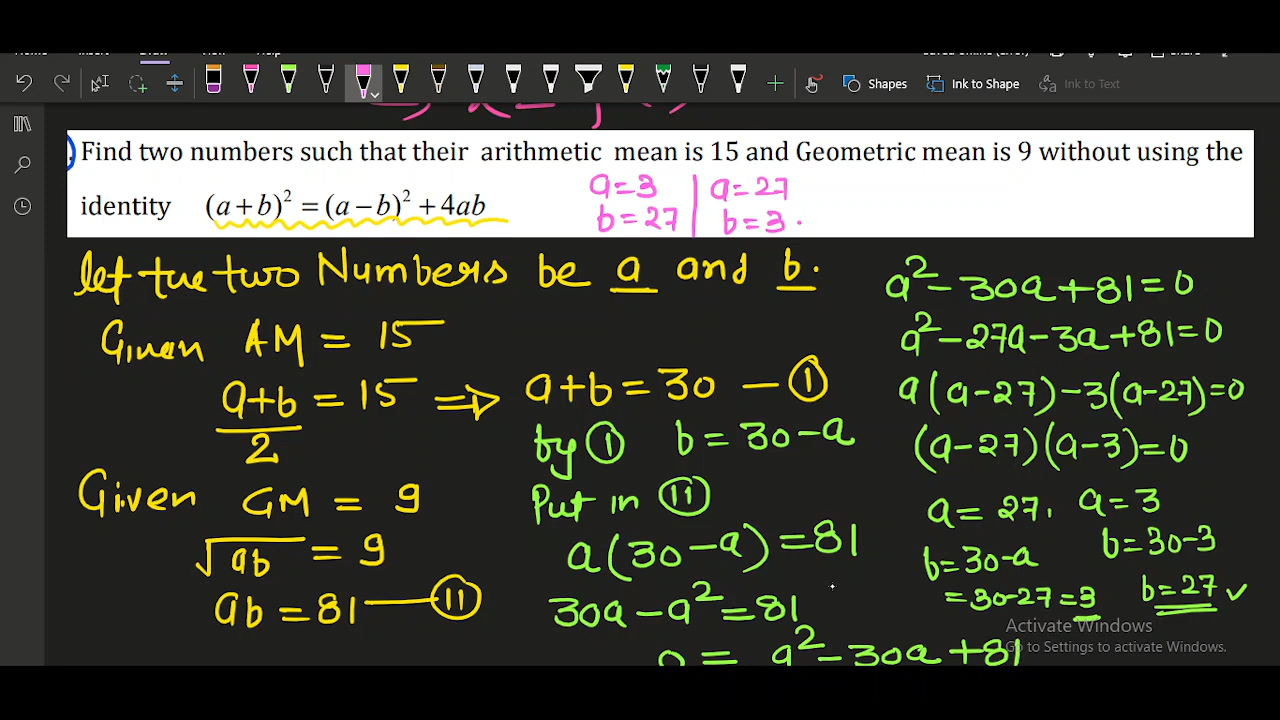 Shapes
Ink to Shape
Ink to Text
Find two numbers such that their arithmetic mean is 15 and Geometric mean is 9 without using the
identity (a+b)² = (a−b)² + 4ab
a=3 | a=27
b=27 | b=3.
let the two Numbers be a and b.
Given AM = 15
(a+b)/2 = 15 ⇒ a+b = 30 — ①
Given GM = 9
√ab = 9
ab = 81 — ⑪
by ① b = 30-a
Put in ⑪
a(30-a) = 81
30a - a² = 81
0 = a² - 30a + 81
a² - 30a + 81 = 0
a² - 27a - 3a + 81 = 0
a(a-27) - 3(a-27) = 0
(a-27)(a-3) = 0
a = 27, a = 3
b = 30-a
= 30-27 = 3
b = 30-3
b = 27 ✓
Activate Windows
Go to Settings to activate Windows.